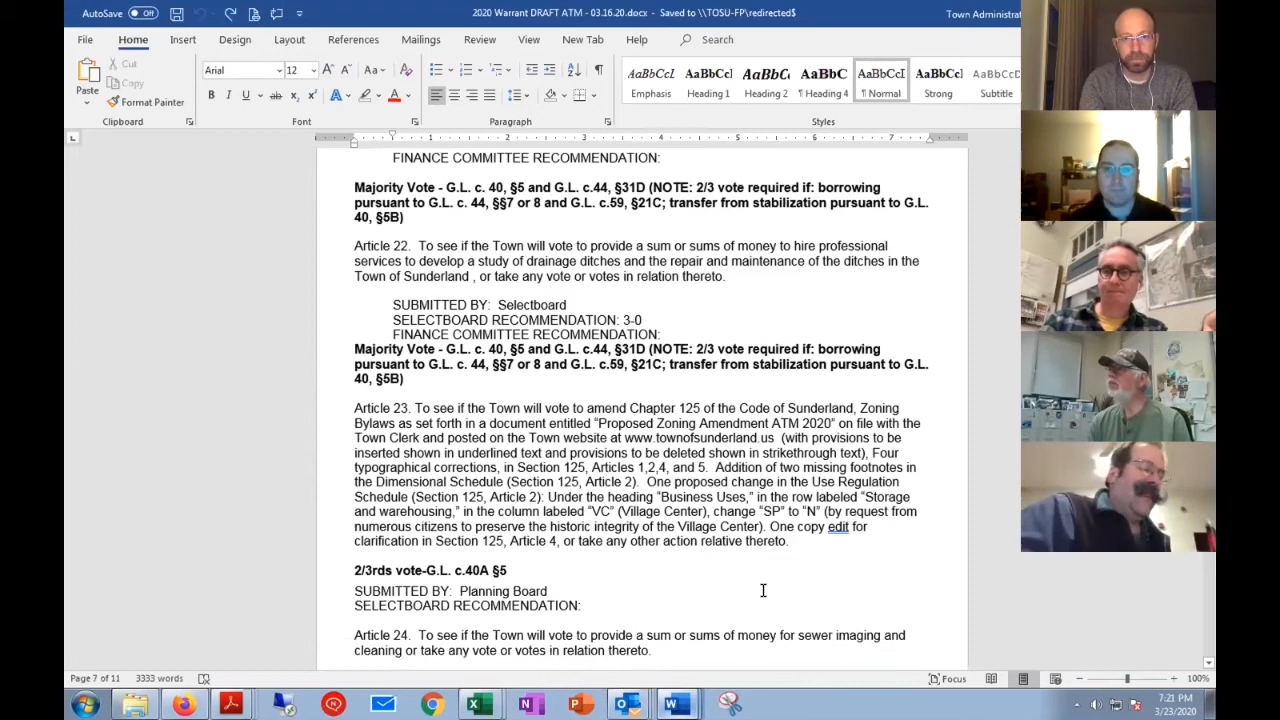 AutoSave Off
2020 Warrant DRAFT ATM - 03.16.20.docx - Saved to \\TOSU-FP\redirected$
Town Administrat
File Home Insert Design Layout References Mailings Review View New Tab Help Search
Paste
Cut
Copy
Format Painter
Clipboard
Arial 12
Font
Paragraph
AaBbCcI AaBbCcI AaBbC AaBbC AaBbCcI AaBbCcI AaBbCcD
Emphasis Heading 1 Heading 2 ¶ Heading 4 ¶ Normal Strong Subtitle
Styles
1 2 3 4 5 6 7
FINANCE COMMITTEE RECOMMENDATION:
Majority Vote - G.L. c. 40, §5 and G.L. c.44, §31D (NOTE: 2/3 vote required if: borrowing
pursuant to G.L. c. 44, §§7 or 8 and G.L. c.59, §21C; transfer from stabilization pursuant to G.L.
40, §5B)
Article 22. To see if the Town will vote to provide a sum or sums of money to hire professional
services to develop a study of drainage ditches and the repair and maintenance of the ditches in the
Town of Sunderland , or take any vote or votes in relation thereto.
SUBMITTED BY: Selectboard
SELECTBOARD RECOMMENDATION: 3-0
FINANCE COMMITTEE RECOMMENDATION:
Majority Vote - G.L. c. 40, §5 and G.L. c.44, §31D (NOTE: 2/3 vote required if: borrowing
pursuant to G.L. c. 44, §§7 or 8 and G.L. c.59, §21C; transfer from stabilization pursuant to G.L.
40, §5B)
Article 23. To see if the Town will vote to amend Chapter 125 of the Code of Sunderland, Zoning
Bylaws as set forth in a document entitled “Proposed Zoning Amendment ATM 2020” on file with the
Town Clerk and posted on the Town website at www.townofsunderland.us (with provisions to be
inserted shown in underlined text and provisions to be deleted shown in strikethrough text), Four
typographical corrections, in Section 125, Articles 1,2,4, and 5. Addition of two missing footnotes in
the Dimensional Schedule (Section 125, Article 2). One proposed change in the Use Regulation
Schedule (Section 125, Article 2): Under the heading “Business Uses,” in the row labeled “Storage
and warehousing,” in the column labeled “VC” (Village Center), change “SP” to “N” (by request from
numerous citizens to preserve the historic integrity of the Village Center). One copy edit for
clarification in Section 125, Article 4, or take any other action relative thereto.
2/3rds vote-G.L. c.40A §5
SUBMITTED BY: Planning Board
SELECTBOARD RECOMMENDATION:
Article 24. To see if the Town will vote to provide a sum or sums of money for sewer imaging and
cleaning or take any vote or votes in relation thereto.
Page 7 of 11 3333 words
Focus
100%
7:21 PM
3/23/2020